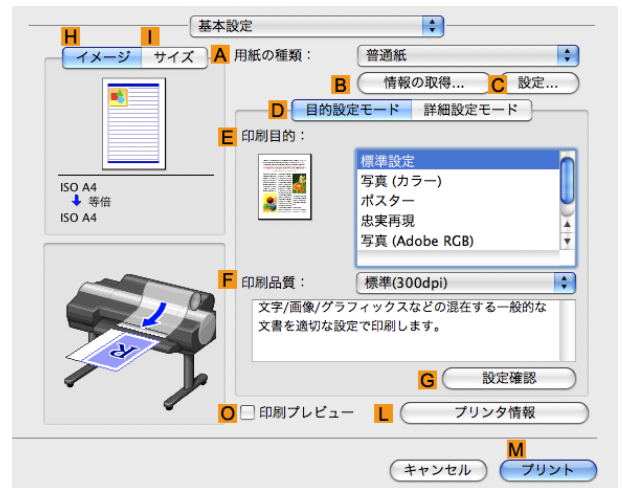 基本設定
H I
イメージ サイズ
A 用紙の種類： 普通紙
B 情報の取得... C 設定...
D 目的設定モード 詳細設定モード
E 印刷目的：
標準設定
写真 (カラー)
ポスター
忠実再現
写真 (Adobe RGB)
ISO A4
等倍
ISO A4
F 印刷品質： 標準(300dpi)
文字/画像/グラフィックスなどの混在する一般的な
文書を適切な設定で印刷します。
G 設定確認
O 印刷プレビュー L プリンタ情報
R
M
キャンセル プリント